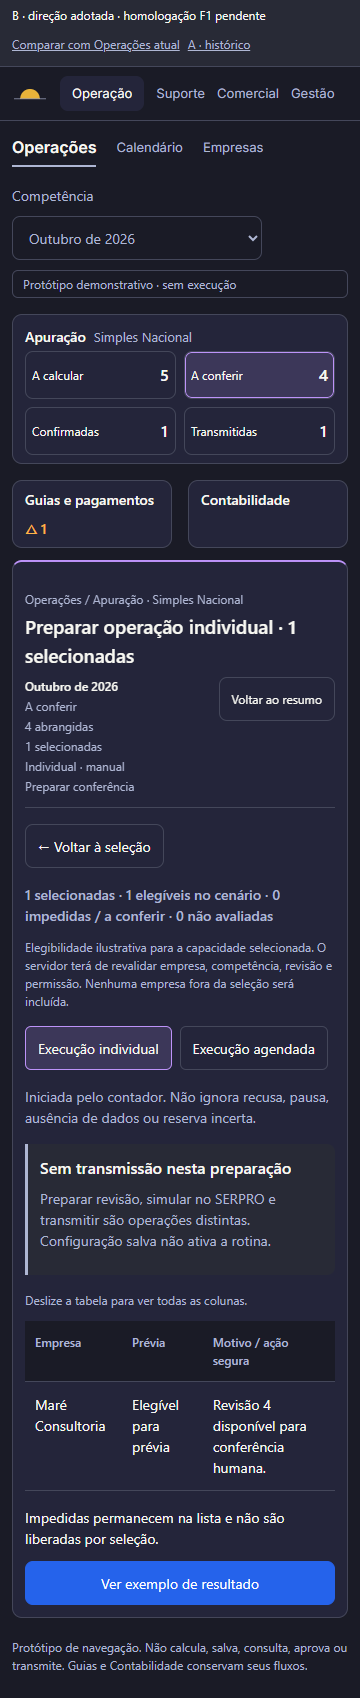 B · direção adotada · homologação F1 pendente
Comparar com Operações atual A · histórico
Operação Suporte Comercial Gestão
Operações Calendário Empresas
Competência
Outubro de 2026
Protótipo demonstrativo · sem execução
Apuração Simples Nacional
A calcular 5
A conferir 4
Confirmadas 1
Transmitidas 1
Guias e pagamentos
△ 1
Contabilidade
Operações / Apuração · Simples Nacional
Preparar operação individual · 1
selecionadas
Outubro de 2026
A conferir
4 abrangidas
1 selecionadas
Individual · manual
Preparar conferência
Voltar ao resumo
← Voltar à seleção
1 selecionadas · 1 elegíveis no cenário · 0
impedidas / a conferir · 0 não avaliadas
Elegibilidade ilustrativa para a capacidade selecionada. O
servidor terá de revalidar empresa, competência, revisão e
permissão. Nenhuma empresa fora da seleção será
incluída.
Execução individual Execução agendada
Iniciada pelo contador. Não ignora recusa, pausa,
ausência de dados ou reserva incerta.
Sem transmissão nesta preparação
Preparar revisão, simular no SERPRO e
transmitir são operações distintas.
Configuração salva não ativa a rotina.
Deslize a tabela para ver todas as colunas.
Empresa Prévia Motivo / ação
segura
Maré
Consultoria
Elegível
para
prévia
Revisão 4
disponível para
conferência
humana.
Impedidas permanecem na lista e não são
liberadas por seleção.
Ver exemplo de resultado
Protótipo de navegação. Não calcula, salva, consulta, aprova ou
transmite. Guias e Contabilidade conservam seus fluxos.